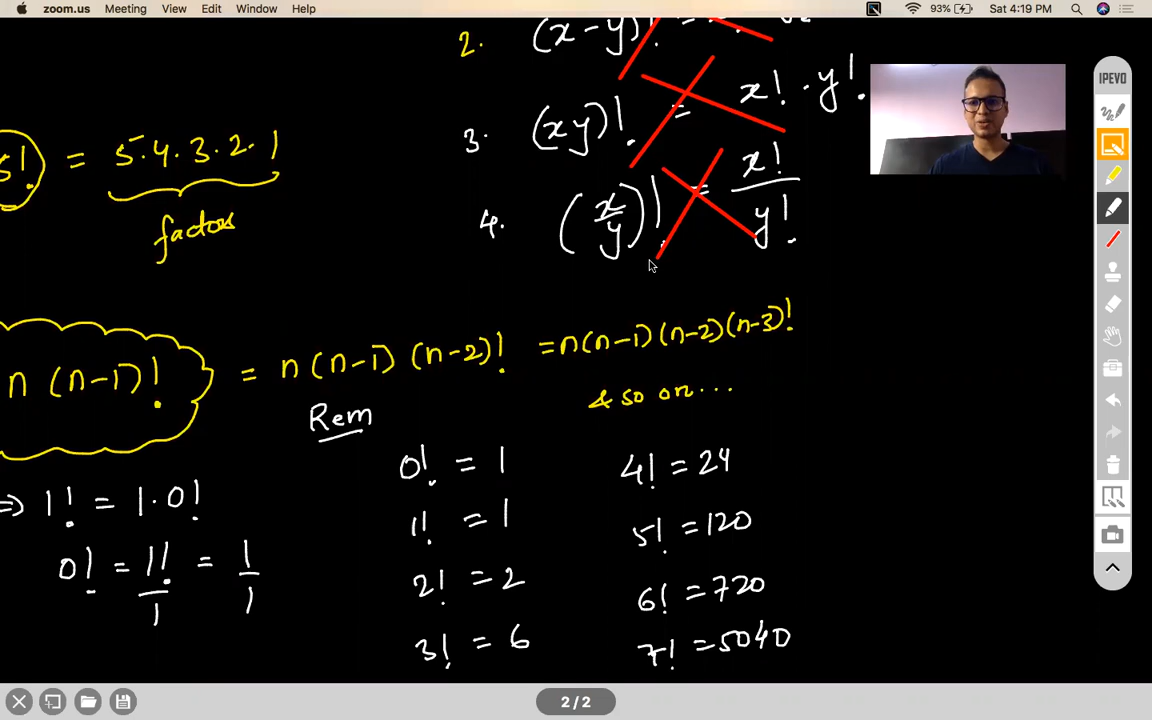 zoom.us Meeting View Edit Window Help 93% Sat 4:19 PM
2. (x-y)! =
3. (xy)! = x! · y!
4. (x/y)! = x!/y!
5! = 5·4·3·2·1
factors
n (n-1)! = n (n-1) (n-2)! = n(n-1)(n-2)(n-3)!
& so on...
Rem
⇒ 1! = 1·0!
0! = 1!/1 = 1/1
0! = 1
1! = 1
2! = 2
3! = 6
4! = 24
5! = 120
6! = 720
7! = 5040
IPEVO
2 / 2